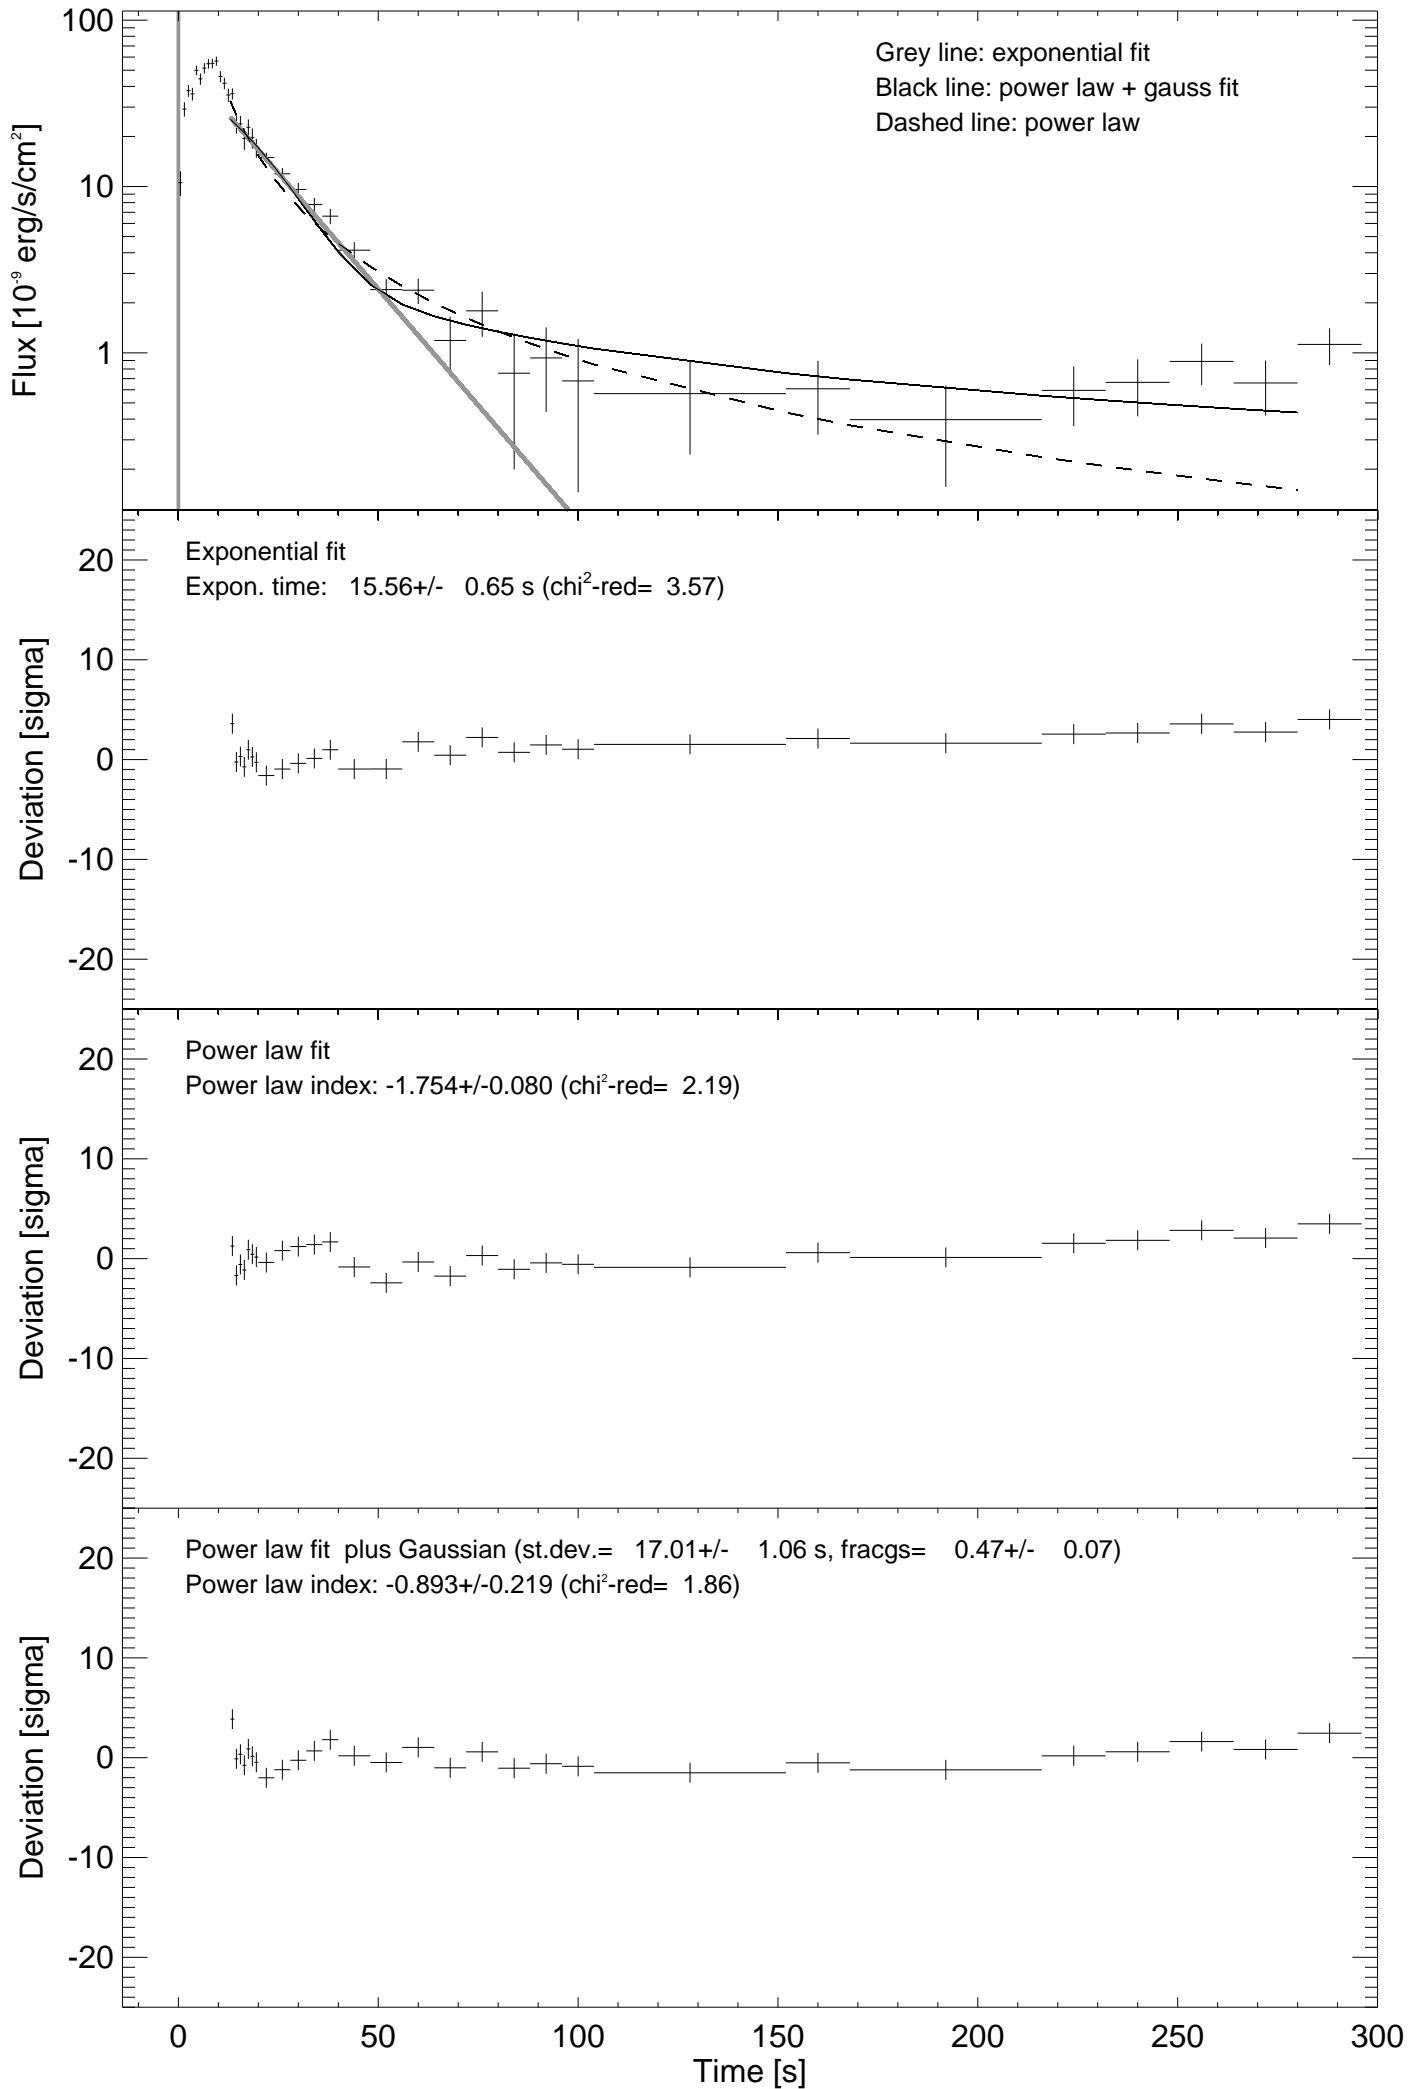 Flux [10⁻⁹ erg/s/cm²]
100
10
1
Grey line: exponential fit
Black line: power law + gauss fit
Dashed line: power law
Deviation [sigma]
20
10
0
-10
-20
Exponential fit
Expon. time: 15.56+/- 0.65 s (chi²-red= 3.57)
Deviation [sigma]
20
10
0
-10
-20
Power law fit
Power law index: -1.754+/-0.080 (chi²-red= 2.19)
Deviation [sigma]
20
10
0
-10
-20
Power law fit plus Gaussian (st.dev.= 17.01+/- 1.06 s, fracgs= 0.47+/- 0.07)
Power law index: -0.893+/-0.219 (chi²-red= 1.86)
0 50 100 150 200 250 300
Time [s]